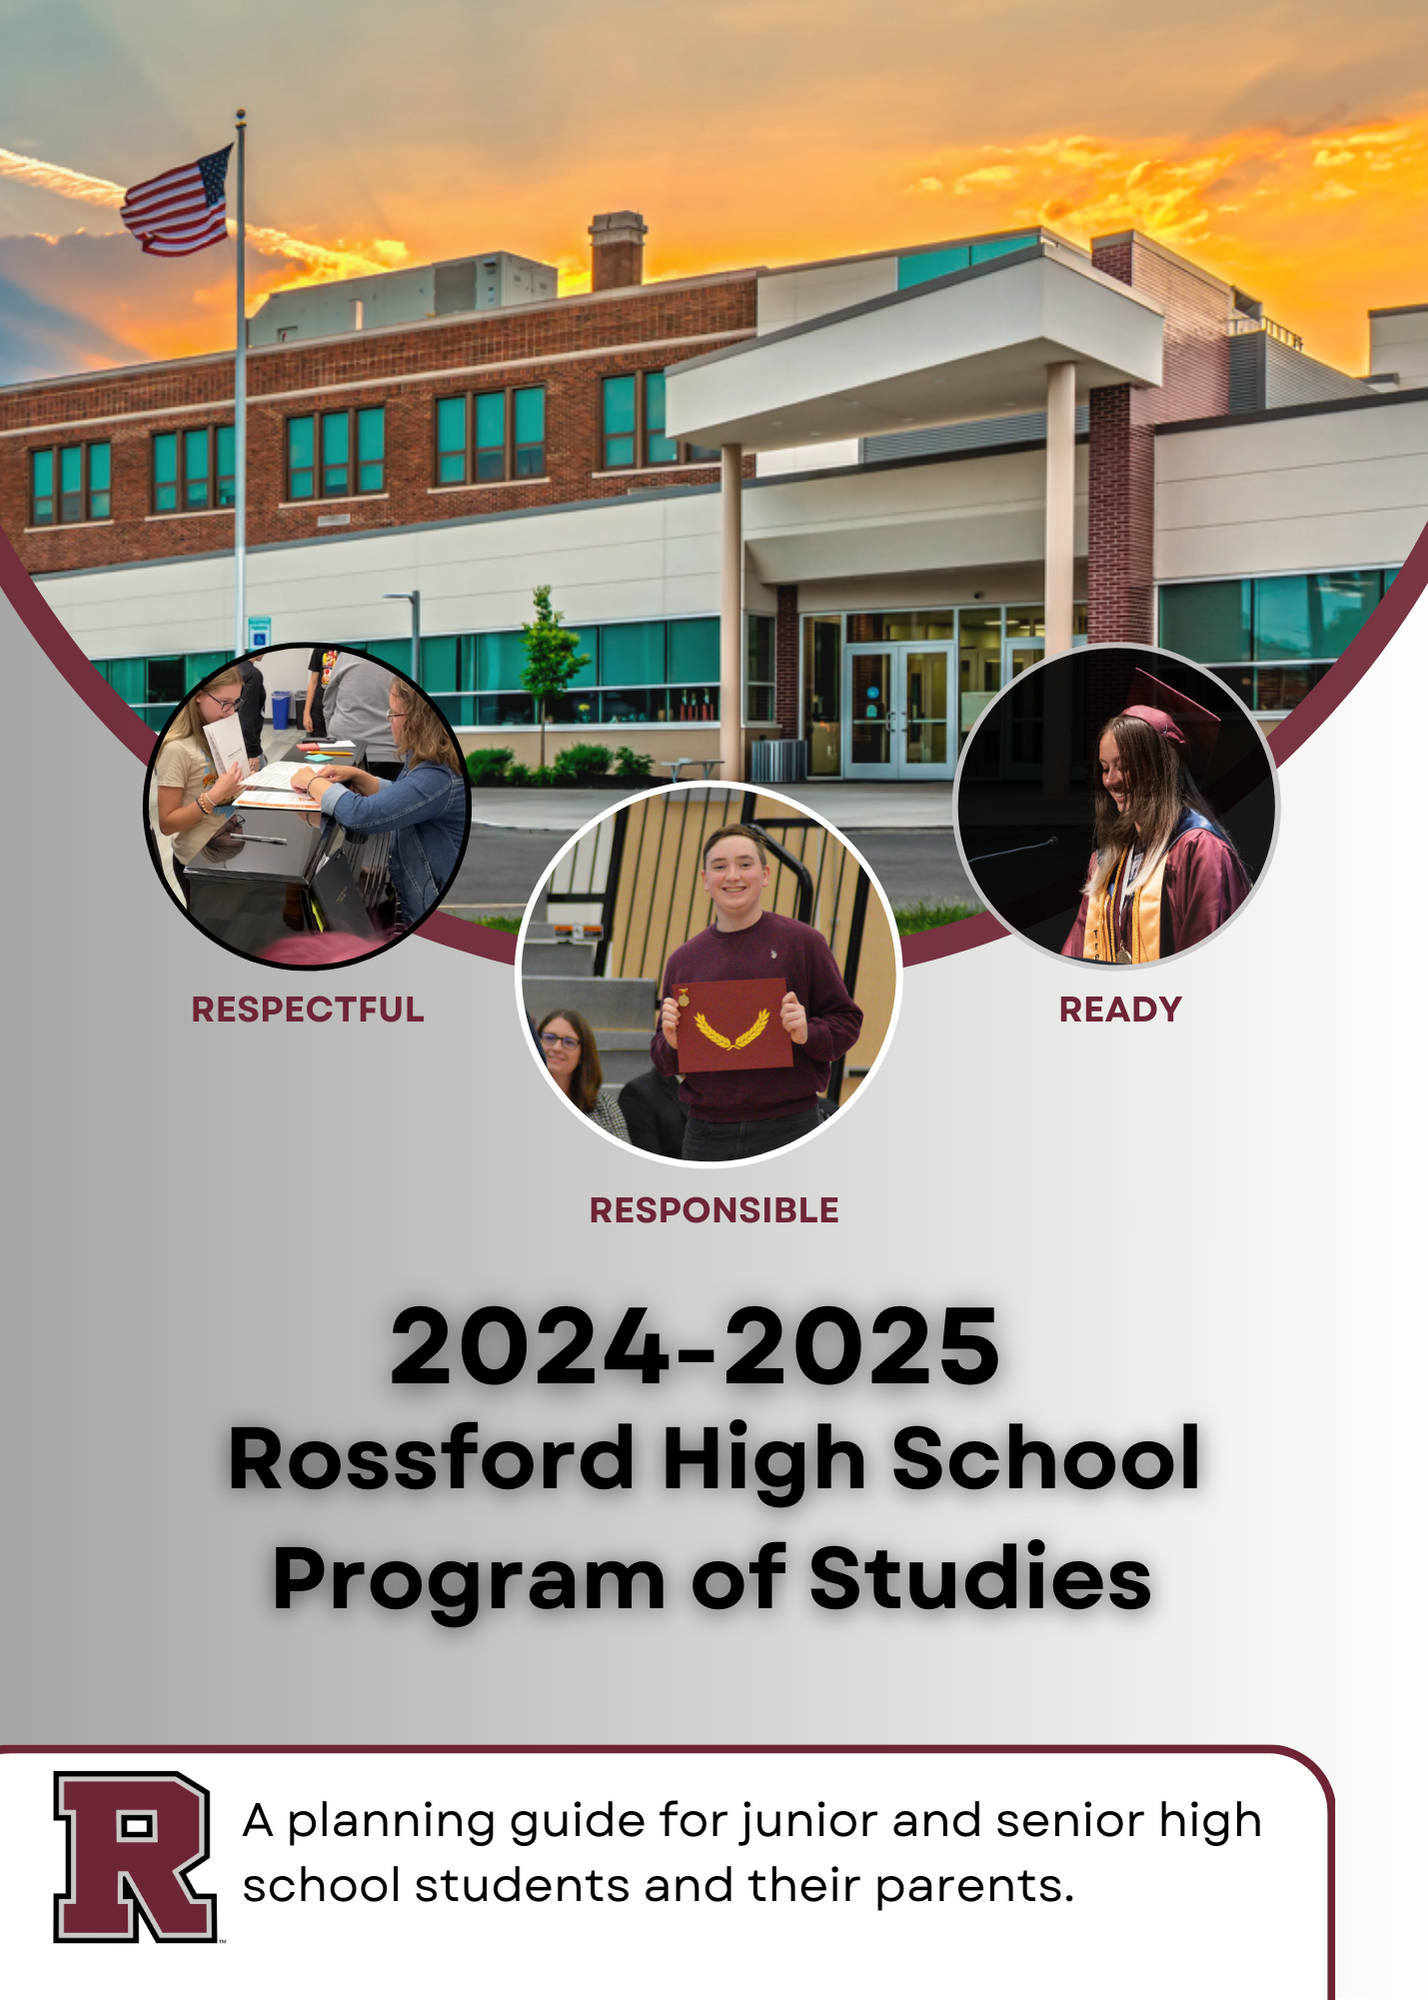 RESPECTFUL
READY
RESPONSIBLE
2024-2025
Rossford High School
Program of Studies
R
A planning guide for junior and senior high
school students and their parents.